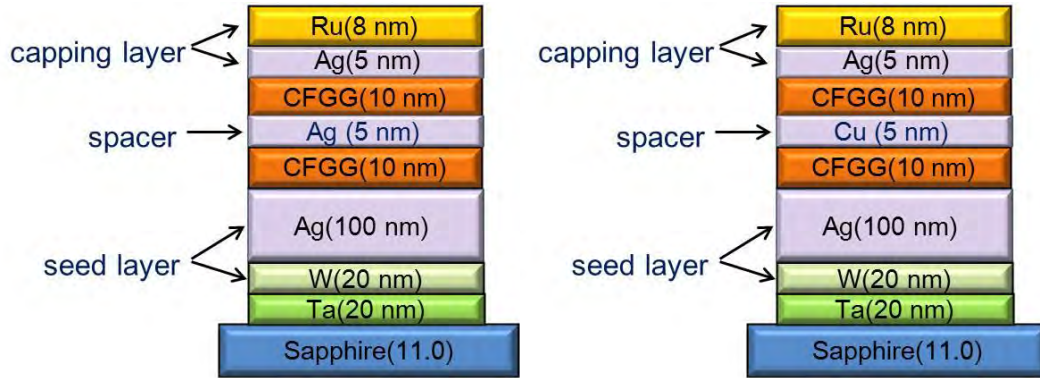 Ru(8 nm)
capping layer
Ag(5 nm)
CFGG(10 nm)
spacer
Ag (5 nm)
CFGG(10 nm)
Ag(100 nm)
seed layer
W(20 nm)
Ta(20 nm)
Sapphire(11.0)
Ru(8 nm)
capping layer
Ag(5 nm)
CFGG(10 nm)
spacer
Cu (5 nm)
CFGG(10 nm)
Ag(100 nm)
seed layer
W(20 nm)
Ta(20 nm)
Sapphire(11.0)